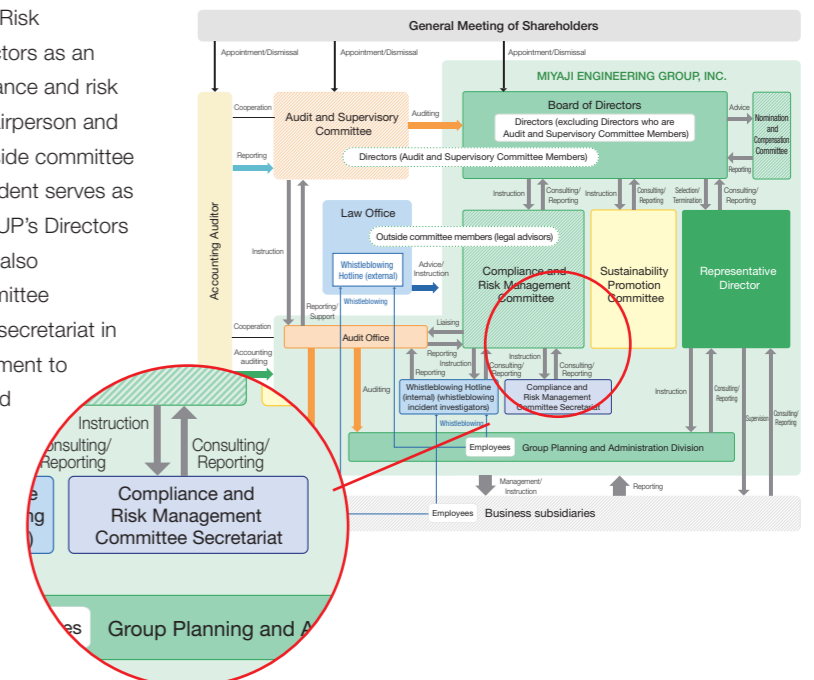 Risk
ctors as an
ance and risk
airperson and
side committee
dent serves as
UP's Directors
also
mittee
secretariat in
ment to
d
General Meeting of Shareholders
Appointment/Dismissal
Appointment/Dismissal
Appointment/Dismissal
MIYAJI ENGINEERING GROUP, INC.
Accounting Auditor
Cooperation
Reporting
Audit and Supervisory
Committee
Auditing
Board of Directors
Directors (excluding Directors who are
Audit and Supervisory Committee Members)
Advice
Reporting
Nomination
and
Compensation
Committee
Directors (Audit and Supervisory Committee Members)
Instruction
Consulting/
Reporting
Instruction
Consulting/
Reporting
Selection/
Termination
Consulting/
Reporting
Law Office
Outside committee members (legal advisors)
Whistleblowing
Hotline (external)
Advice/
Instruction
Whistleblowing
Compliance and
Risk Management
Committee
Sustainability
Promotion
Committee
Representative
Director
Instruction
Reporting/
Support
Cooperation
Accounting
auditing
Audit Office
Liaising
Reporting
Reporting
Instruction
Consulting/
Reporting
Instruction
Consulting/
Reporting
Auditing
Whistleblowing Hotline
(internal) (whistleblowing
incident investigators)
Compliance and
Risk Management
Committee Secretariat
Whistleblowing
Instruction
Consulting/
Reporting
Supervision
Consulting/
Reporting
Employees
Group Planning and Administration Division
Management/
Instruction
Reporting
Employees
Business subsidiaries
Instruction
onsulting/
Reporting
Consulting/
Reporting
e
ng
)
Compliance and
Risk Management
Committee Secretariat
es
Group Planning and A